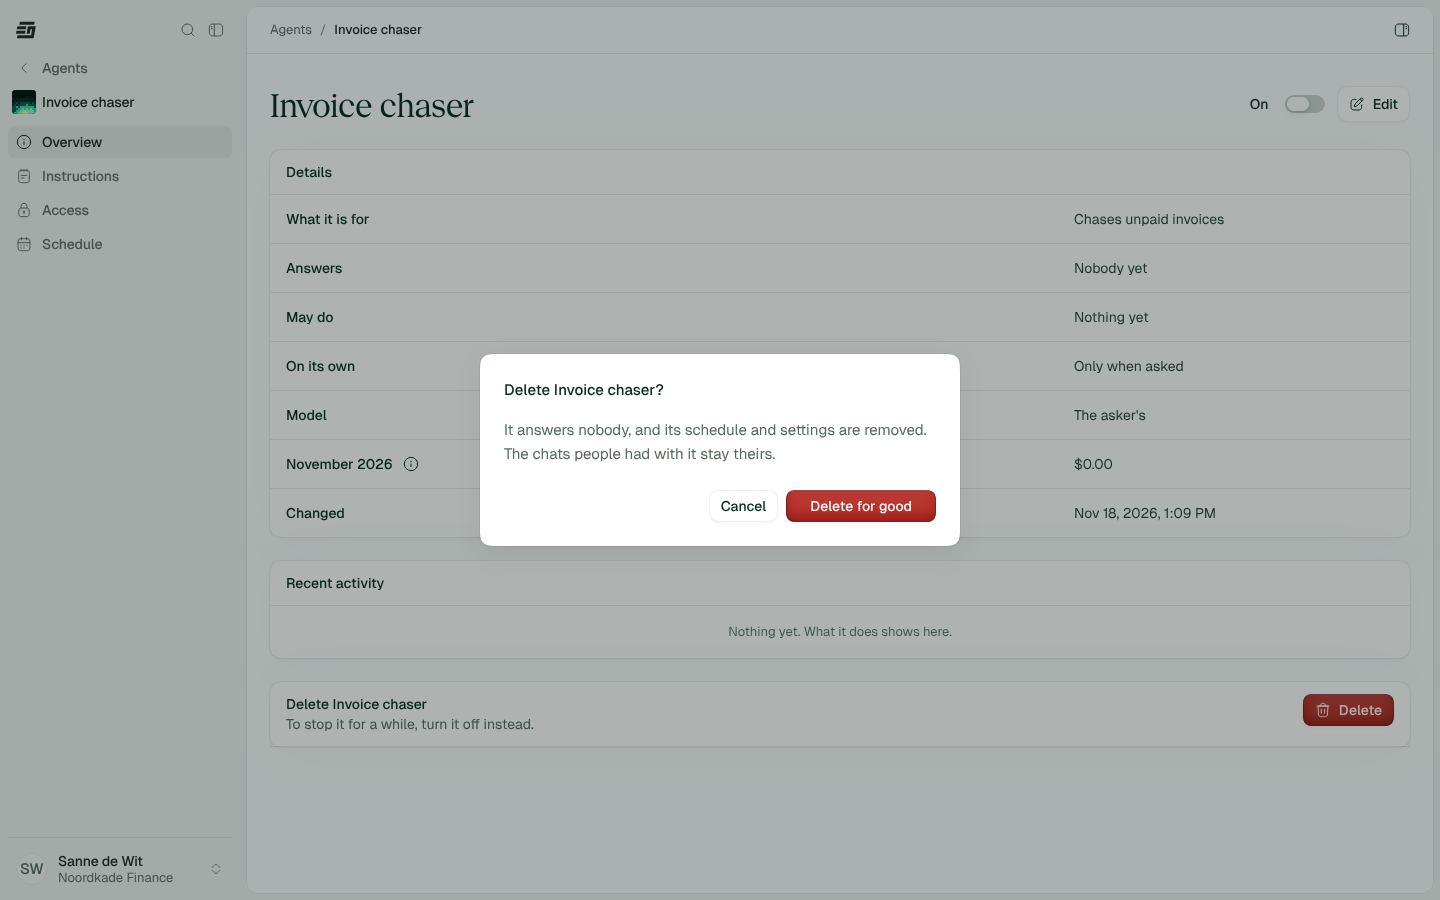 Agents
Invoice chaser
Overview
Instructions
Access
Schedule
Sanne de Wit
SW
Noordkade Finance
Agents / Invoice chaser
Invoice chaser
On
Edit
Details
What it is for
Chases unpaid invoices
Answers
Nobody yet
May do
Nothing yet
On its own
Only when asked
Model
The asker's
November 2026
$0.00
Changed
Nov 18, 2026, 1:09 PM
Delete Invoice chaser?
It answers nobody, and its schedule and settings are removed.
The chats people had with it stay theirs.
Cancel
Delete for good
Recent activity
Nothing yet. What it does shows here.
Delete Invoice chaser
To stop it for a while, turn it off instead.
Delete